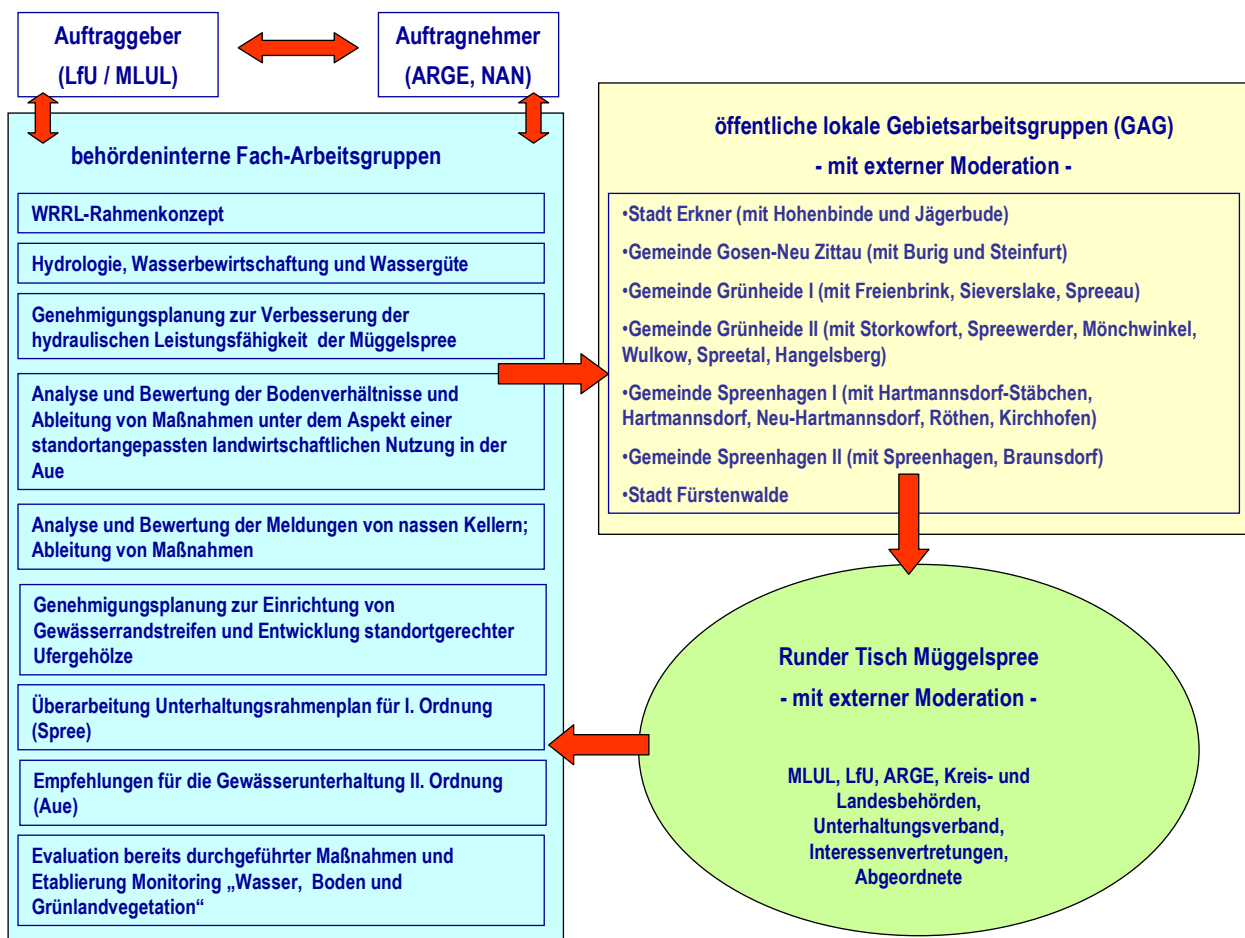 Auftraggeber
(LfU / MLUL)
Auftragnehmer
(ARGE, NAN)
behördeninterne Fach-Arbeitsgruppen
WRRL-Rahmenkonzept
Hydrologie, Wasserbewirtschaftung und Wassergüte
Genehmigungsplanung zur Verbesserung der
hydraulischen Leistungsfähigkeit der Müggelspree
Analyse und Bewertung der Bodenverhältnisse und
Ableitung von Maßnahmen unter dem Aspekt einer
standortangepassten landwirtschaftlichen Nutzung in der
Aue
Analyse und Bewertung der Meldungen von nassen Kellern;
Ableitung von Maßnahmen
Genehmigungsplanung zur Einrichtung von
Gewässerrandstreifen und Entwicklung standortgerechter
Ufergehölze
Überarbeitung Unterhaltungsrahmenplan für I. Ordnung
(Spree)
Empfehlungen für die Gewässerunterhaltung II. Ordnung
(Aue)
Evaluation bereits durchgeführter Maßnahmen und
Etablierung Monitoring „Wasser, Boden und
Grünlandvegetation“
öffentliche lokale Gebietsarbeitsgruppen (GAG)
- mit externer Moderation -
•Stadt Erkner (mit Hohenbinde und Jägerbude)
•Gemeinde Gosen-Neu Zittau (mit Burig und Steinfurt)
•Gemeinde Grünheide I (mit Freienbrink, Sieverslake, Spreeau)
•Gemeinde Grünheide II (mit Storkowfort, Spreewerder, Mönchwinkel,
Wulkow, Spreetal, Hangelsberg)
•Gemeinde Spreenhagen I (mit Hartmannsdorf-Stäbchen,
Hartmannsdorf, Neu-Hartmannsdorf, Röthen, Kirchhofen)
•Gemeinde Spreenhagen II (mit Spreenhagen, Braunsdorf)
•Stadt Fürstenwalde
Runder Tisch Müggelspree
- mit externer Moderation -
MLUL, LfU, ARGE, Kreis- und
Landesbehörden,
Unterhaltungsverband,
Interessenvertretungen,
Abgeordnete